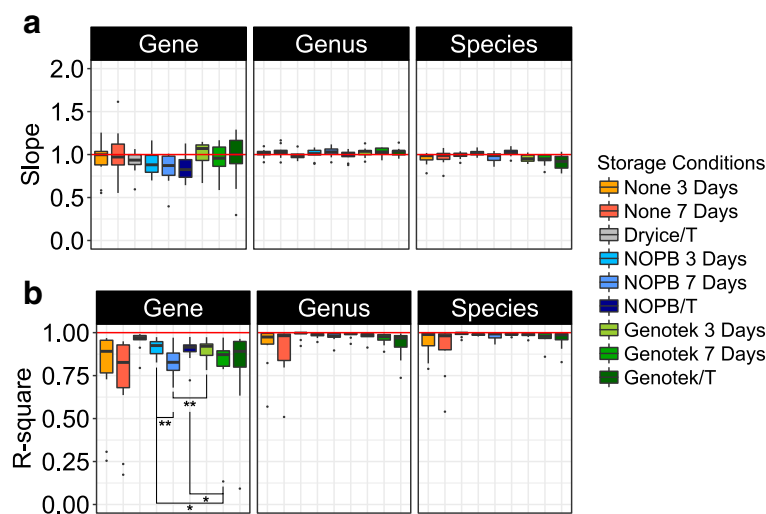 a
Gene Genus Species
Slope
2.0
1.5
1.0
0.5
0.0
b
Gene Genus Species
R-square
1.00
0.75
0.50
0.25
0.00
**
**
*
*
Storage Conditions
None 3 Days
None 7 Days
Dryice/T
NOPB 3 Days
NOPB 7 Days
NOPB/T
Genotek 3 Days
Genotek 7 Days
Genotek/T